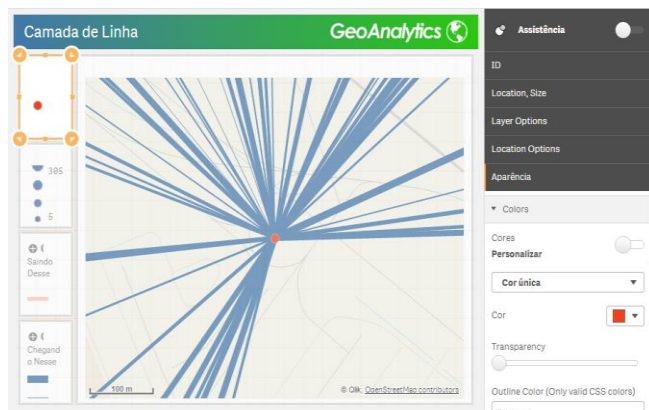 Camada de Linha
GeoAnalytics
305
5
Saindo
Desse
Chegand
o Nesse
100 m
© Qlik, OpenStreetMap contributors
Assistência
ID
Location, Size
Layer Options
Location Options
Aparência
Colors
Cores
Personalizar
Cor única
Cor
Transparency
Outline Color (Only valid CSS colors)